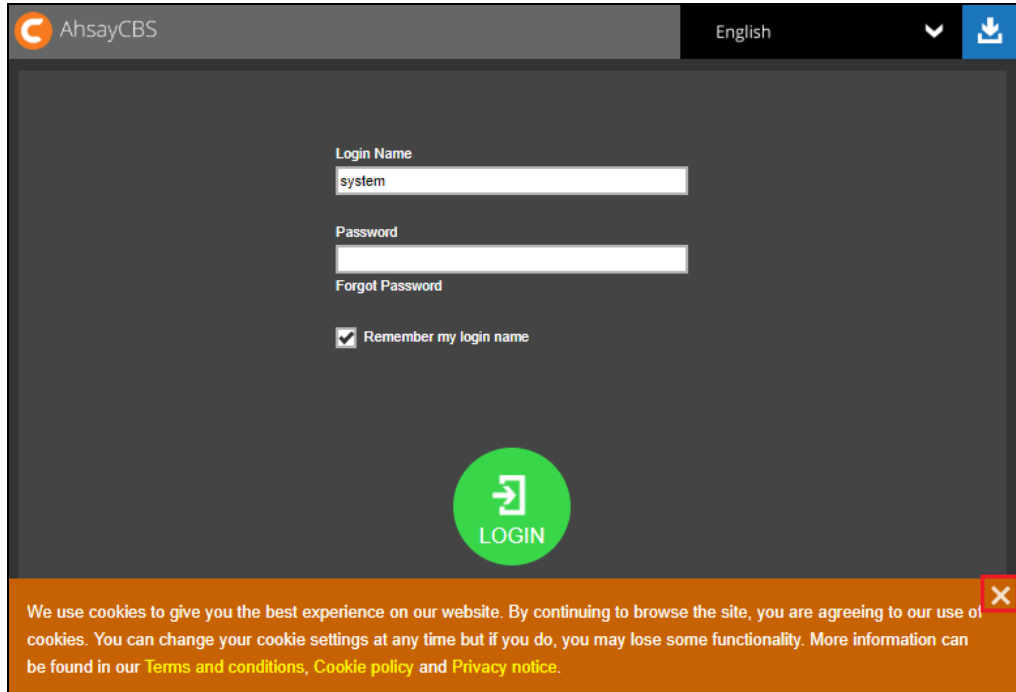 AhsayCBS
English
Login Name
system
Password
Forgot Password
Remember my login name
LOGIN
We use cookies to give you the best experience on our website. By continuing to browse the site, you are agreeing to our use of
cookies. You can change your cookie settings at any time but if you do, you may lose some functionality. More information can
be found in our Terms and conditions, Cookie policy and Privacy notice.